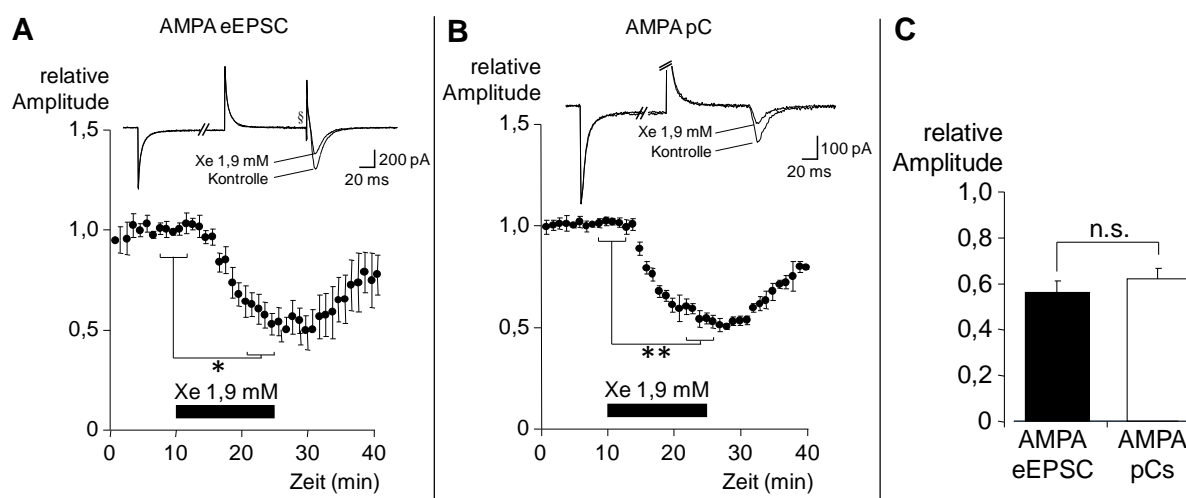 A
AMPA eEPSC
relative
Amplitude
1,5
1,0
0,5
0
§
Xe 1,9 mM
Kontrolle
200 pA
20 ms
*
Xe 1,9 mM
0 10 20 30 40
Zeit (min)
B
AMPA pC
relative
Amplitude
1,5
1,0
0,5
0
Xe 1,9 mM
Kontrolle
100 pA
20 ms
**
Xe 1,9 mM
0 10 20 30 40
Zeit (min)
C
relative
Amplitude
1,0
0,8
0,6
0,4
0,2
0
n.s.
AMPA
eEPSC
AMPA
pCs